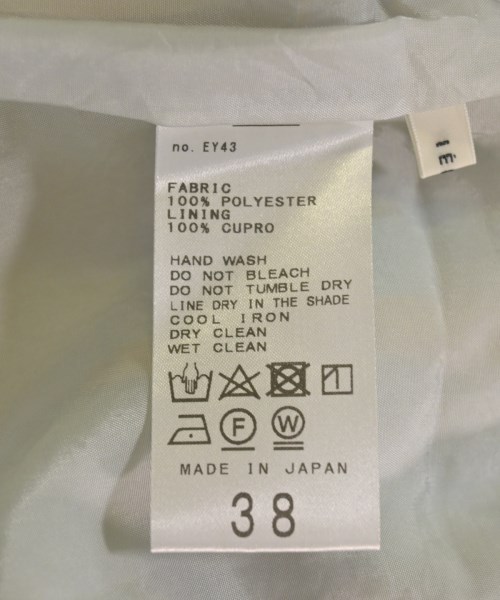 no. EY43
FABRIC
100% POLYESTER
LINING
100% CUPRO
HAND WASH
DO NOT BLEACH
DO NOT TUMBLE DRY
LINE DRY IN THE SHADE
COOL IRON
DRY CLEAN
WET CLEAN
F W
MADE IN JAPAN
38